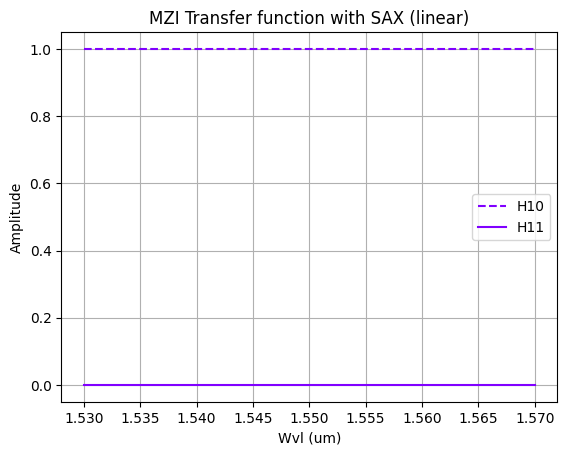 MZI Transfer function with SAX (linear)
Amplitude
1.0
0.8
0.6
0.4
0.2
0.0
H10
H11
1.530 1.535 1.540 1.545 1.550 1.555 1.560 1.565 1.570
Wvl (um)